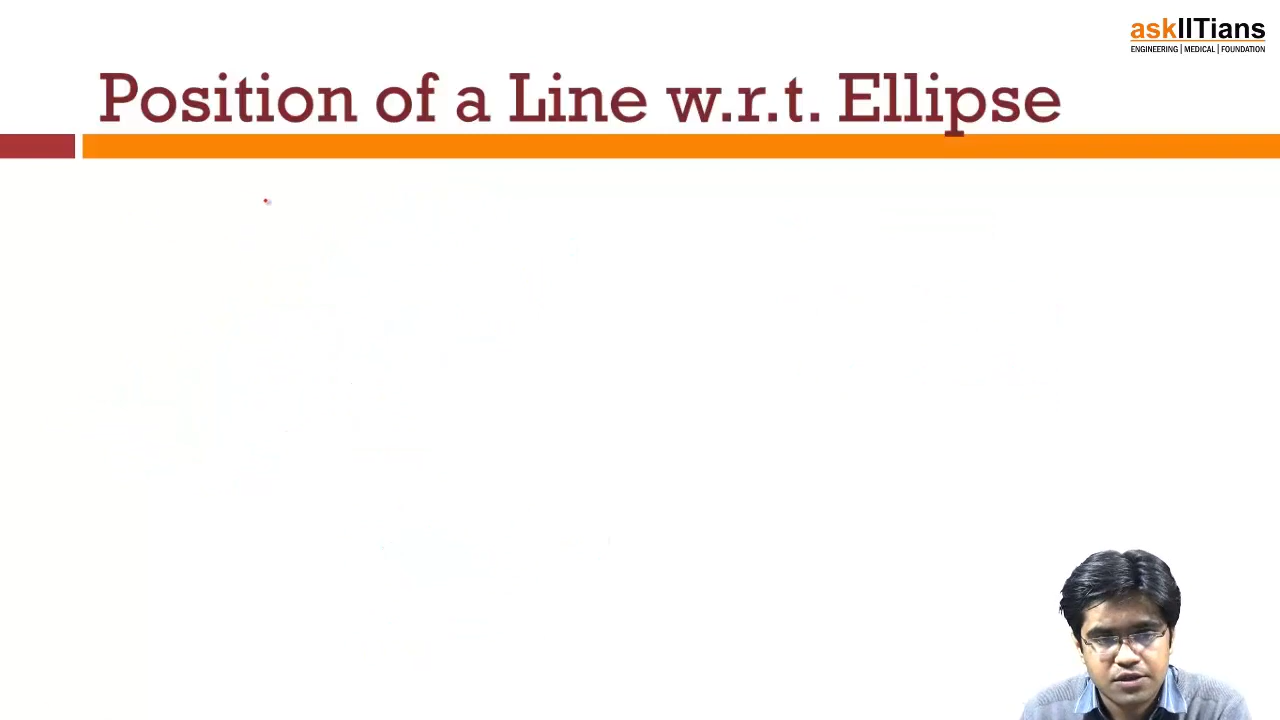 askIITians
ENGINEERING | MEDICAL | FOUNDATION
Position of a Line w.r.t. Ellipse